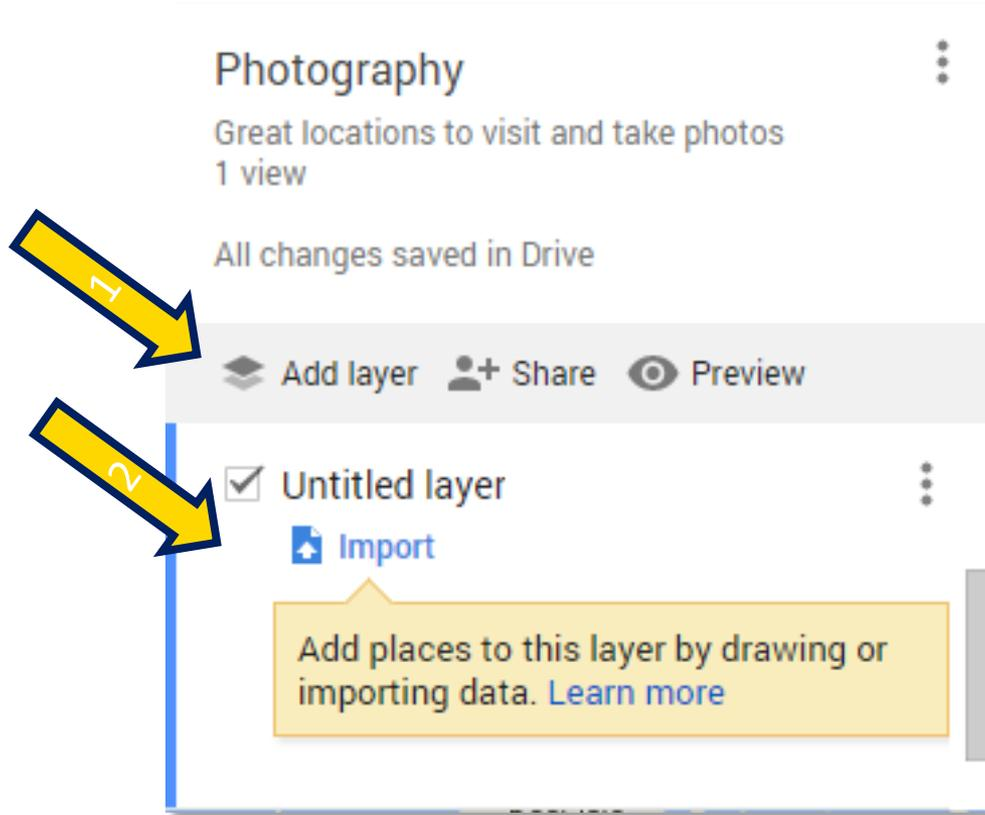 Photography
Great locations to visit and take photos
1 view
All changes saved in Drive
1
Add layer Share Preview
2
Untitled layer
Import
Add places to this layer by drawing or
importing data. Learn more